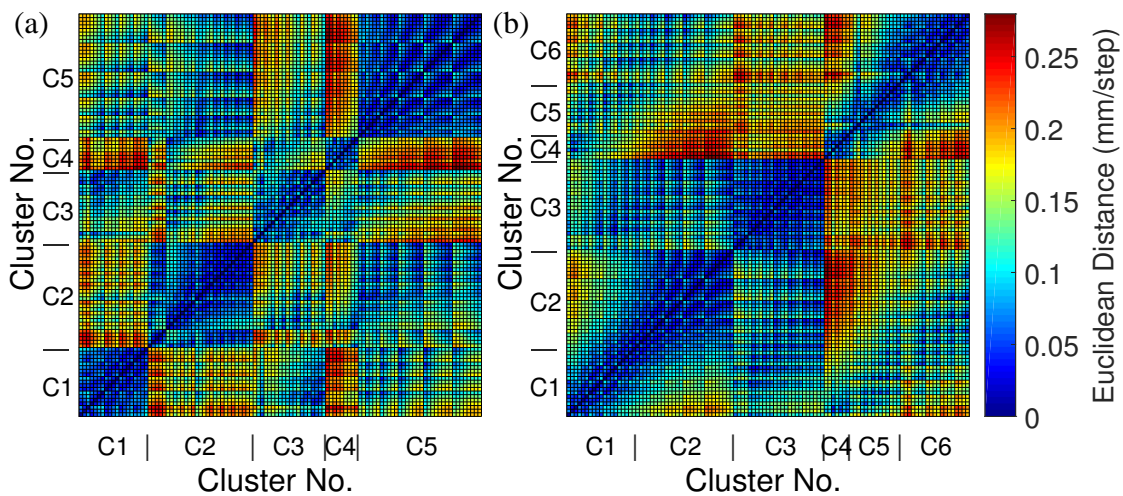 (a)
C5
C4
C3
C2
C1
Cluster No.
C1 | C2 | C3 | C4 | C5
Cluster No.
(b)
C6
C5
C4
C3
C2
C1
Cluster No.
C1 | C2 | C3 | C4 | C5 | C6
Cluster No.
0.25
0.2
0.15
0.1
0.05
0
Euclidean Distance (mm/step)